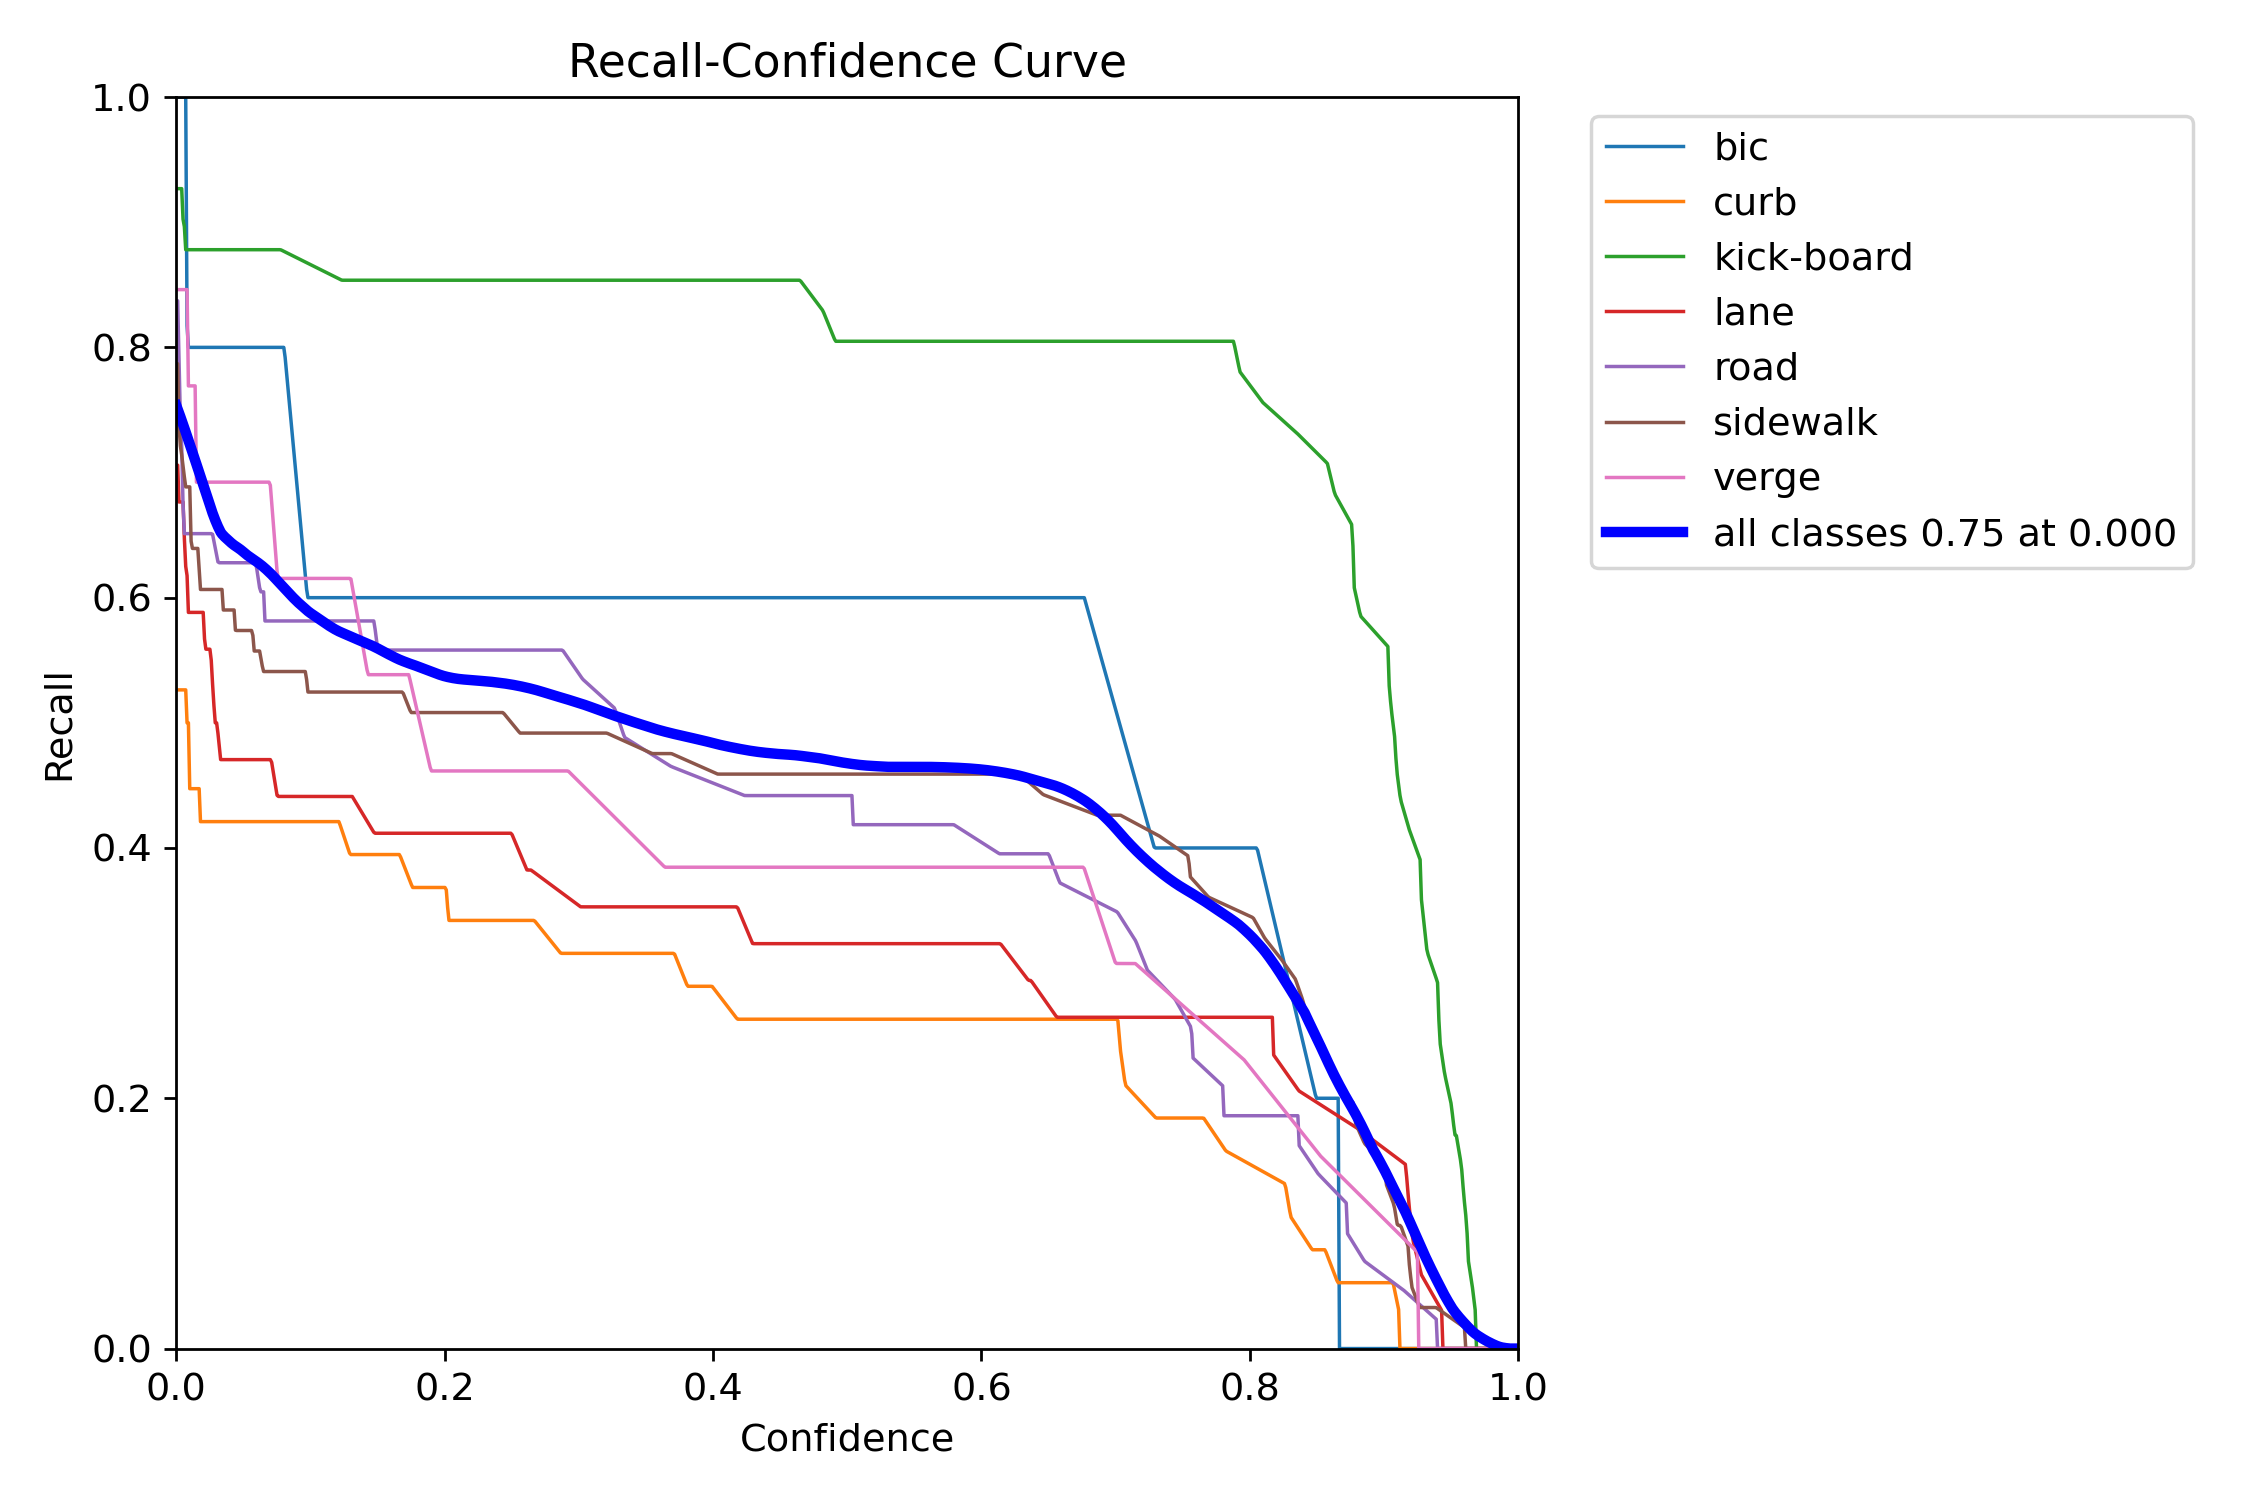 Recall-Confidence Curve
1.0
0.8
0.6
0.4
0.2
0.0
Recall
0.0 0.2 0.4 0.6 0.8 1.0
Confidence
bic
curb
kick-board
lane
road
sidewalk
verge
all classes 0.75 at 0.000